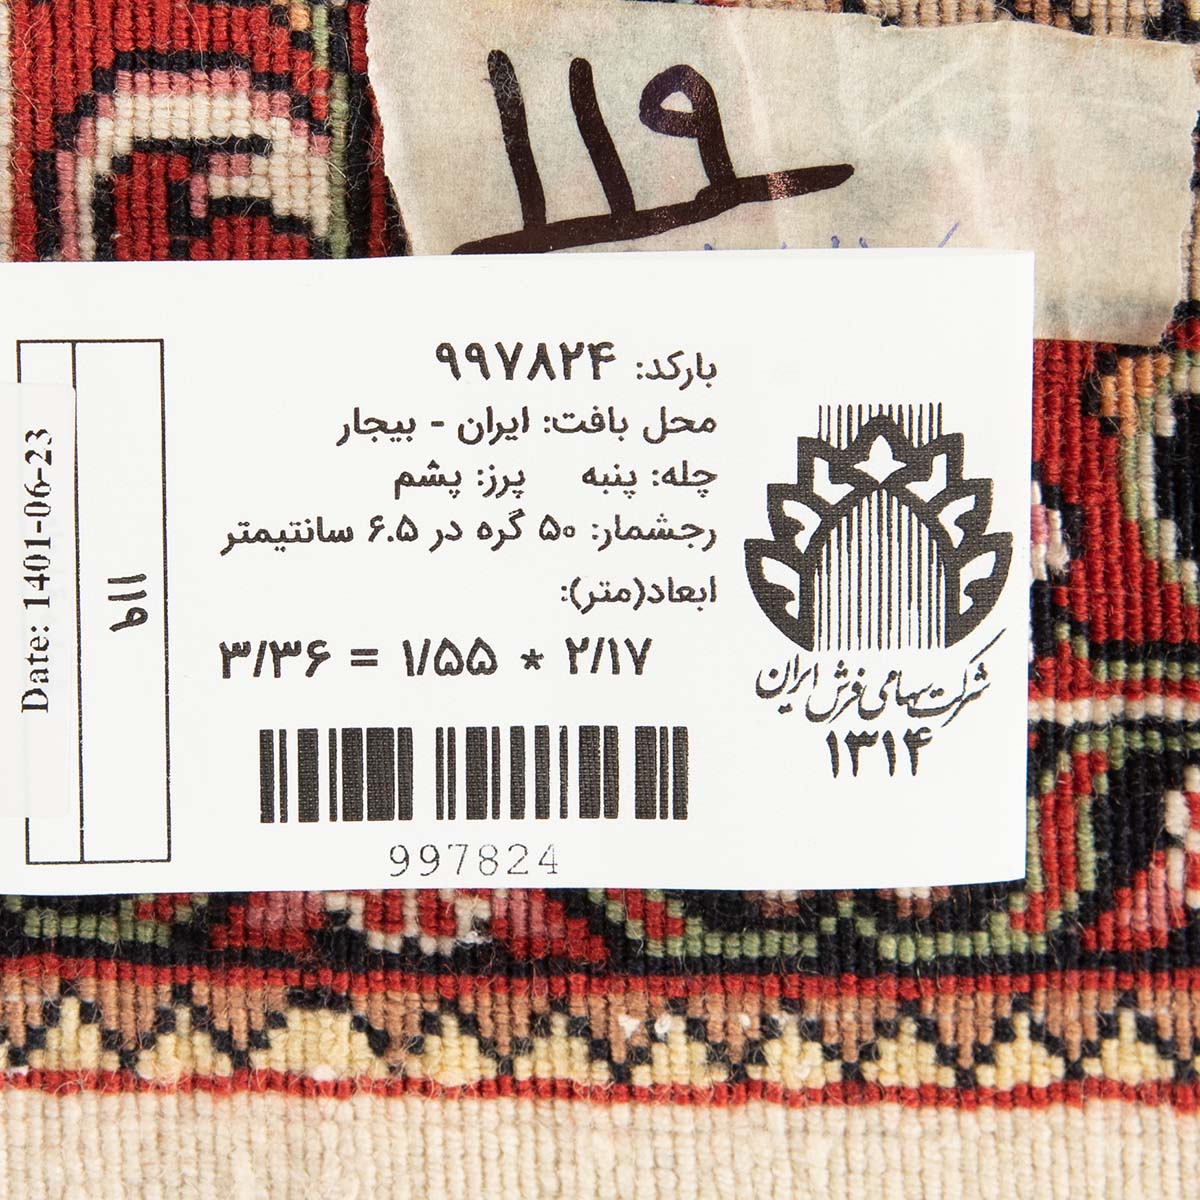 ۱۱۹
بارکد: ۹۹۷۸۲۴
محل بافت: ایران - بیجار
چله: پنبه پرز: پشم
رجشمار: ۵۰ گره در ۶.۵ سانتیمتر
ابعاد(متر):
۳/۳۶ = ۱/۵۵ * ۲/۱۷
997824
شرکت سهامی فرش ایران
۱۳۱۴
Date: 1401-06-23
۱۱۹